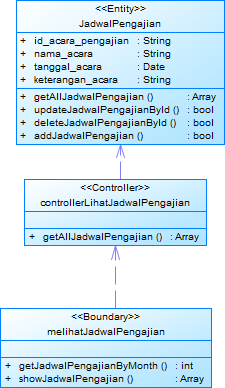 <<Entity>>
JadwalPengajian
+ id_acara_pengajian : String
+ nama_acara : String
+ tanggal_acara : Date
+ keterangan_acara : String
+ getAllJadwalPengajian () : Array
+ updateJadwalPengajianById () : bool
+ deleteJadwalPengajianById () : bool
+ addJadwalPengajian () : bool
<<Controller>>
controllerLihatJadwalPengajian
+ getAllJadwalPengajian () : Array
<<Boundary>>
melihatJadwalPengajian
+ getJadwalPengajianByMonth () : int
+ showJadwalPengajian () : Array